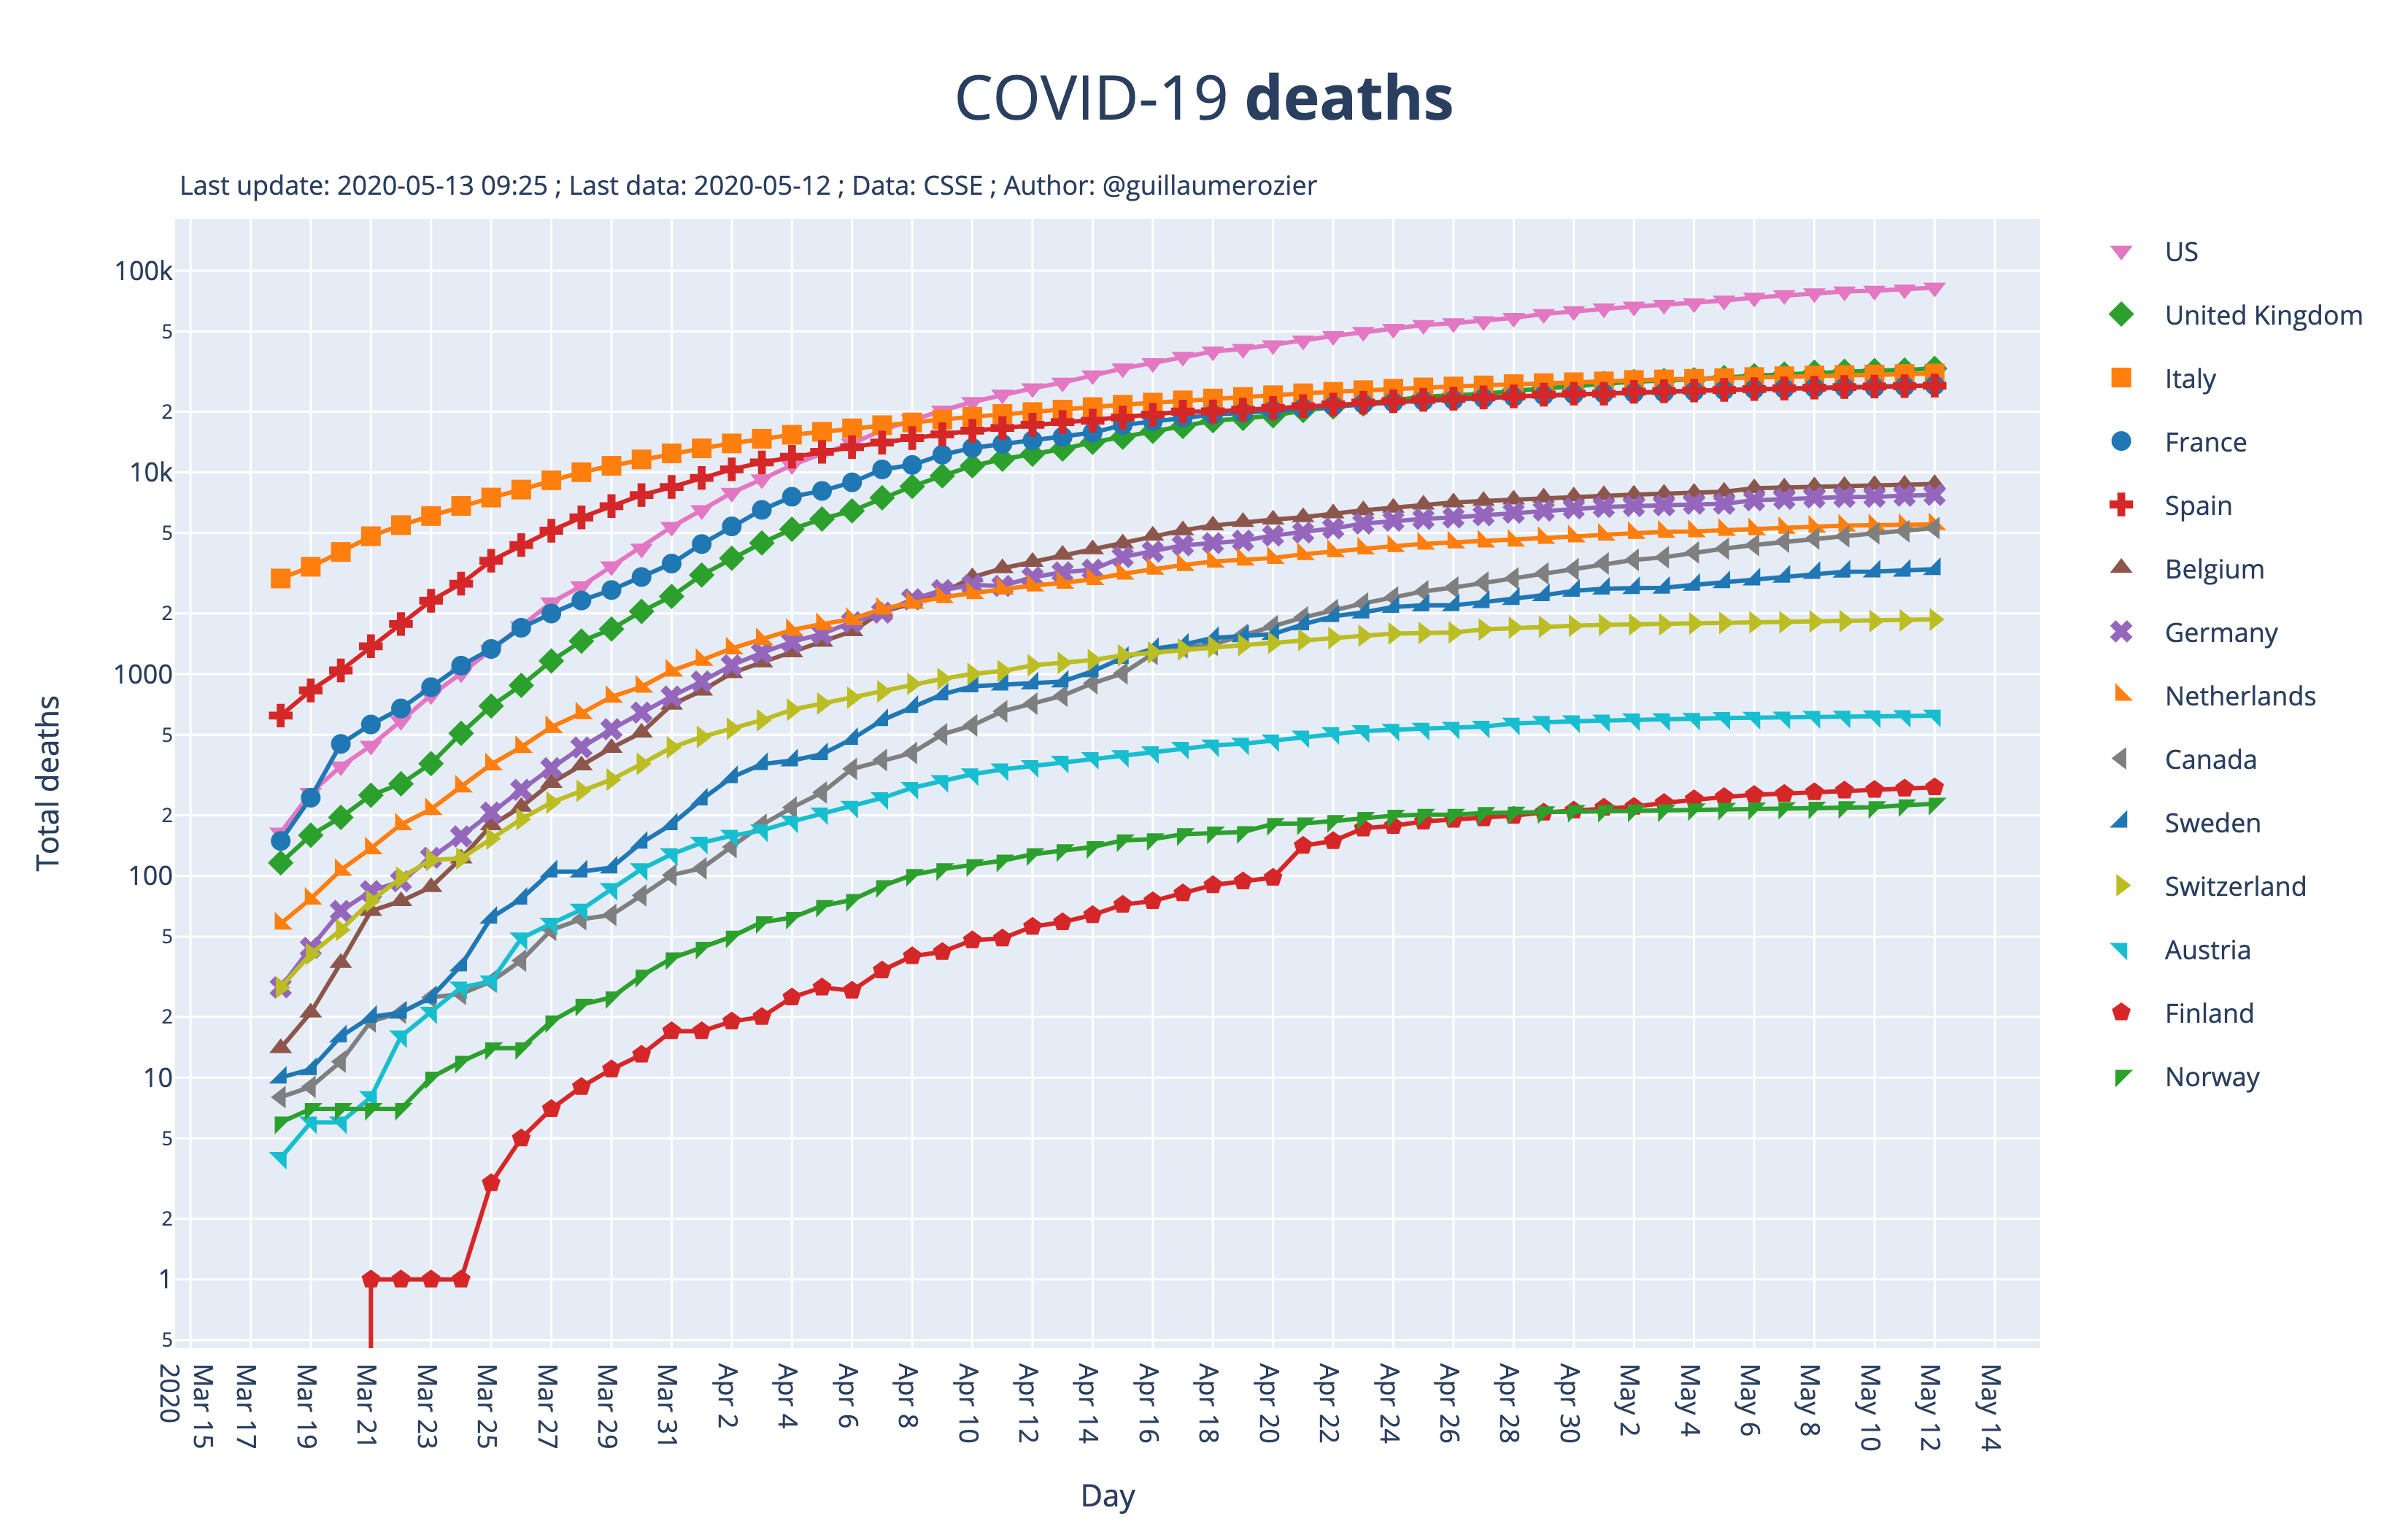 COVID-19 deaths
Last update: 2020-05-13 09:25 ; Last data: 2020-05-12 ; Data: CSSE ; Author: @guillaumerozier
Total deaths
100k
5
2
10k
5
2
1000
5
2
100
5
2
10
5
2
1
5
Mar 15
2020
Mar 17
Mar 19
Mar 21
Mar 23
Mar 25
Mar 27
Mar 29
Mar 31
Apr 2
Apr 4
Apr 6
Apr 8
Apr 10
Apr 12
Apr 14
Apr 16
Apr 18
Apr 20
Apr 22
Apr 24
Apr 26
Apr 28
Apr 30
May 2
May 4
May 6
May 8
May 10
May 12
May 14
Day
US
United Kingdom
Italy
France
Spain
Belgium
Germany
Netherlands
Canada
Sweden
Switzerland
Austria
Finland
Norway